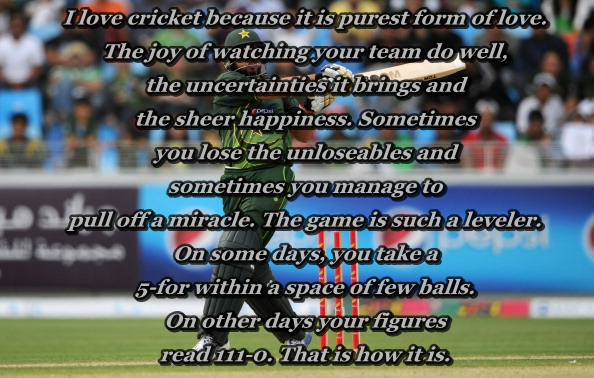 I love cricket because it is purest form of love.
The joy of watching your team do well,
the uncertainties it brings and
the sheer happiness. Sometimes
you lose the unloseables and
sometimes you manage to
pull off a miracle. The game is such a leveler.
On some days, you take a
5-for within a space of few balls.
On other days your figures
read 111-0. That is how it is.
pepsi